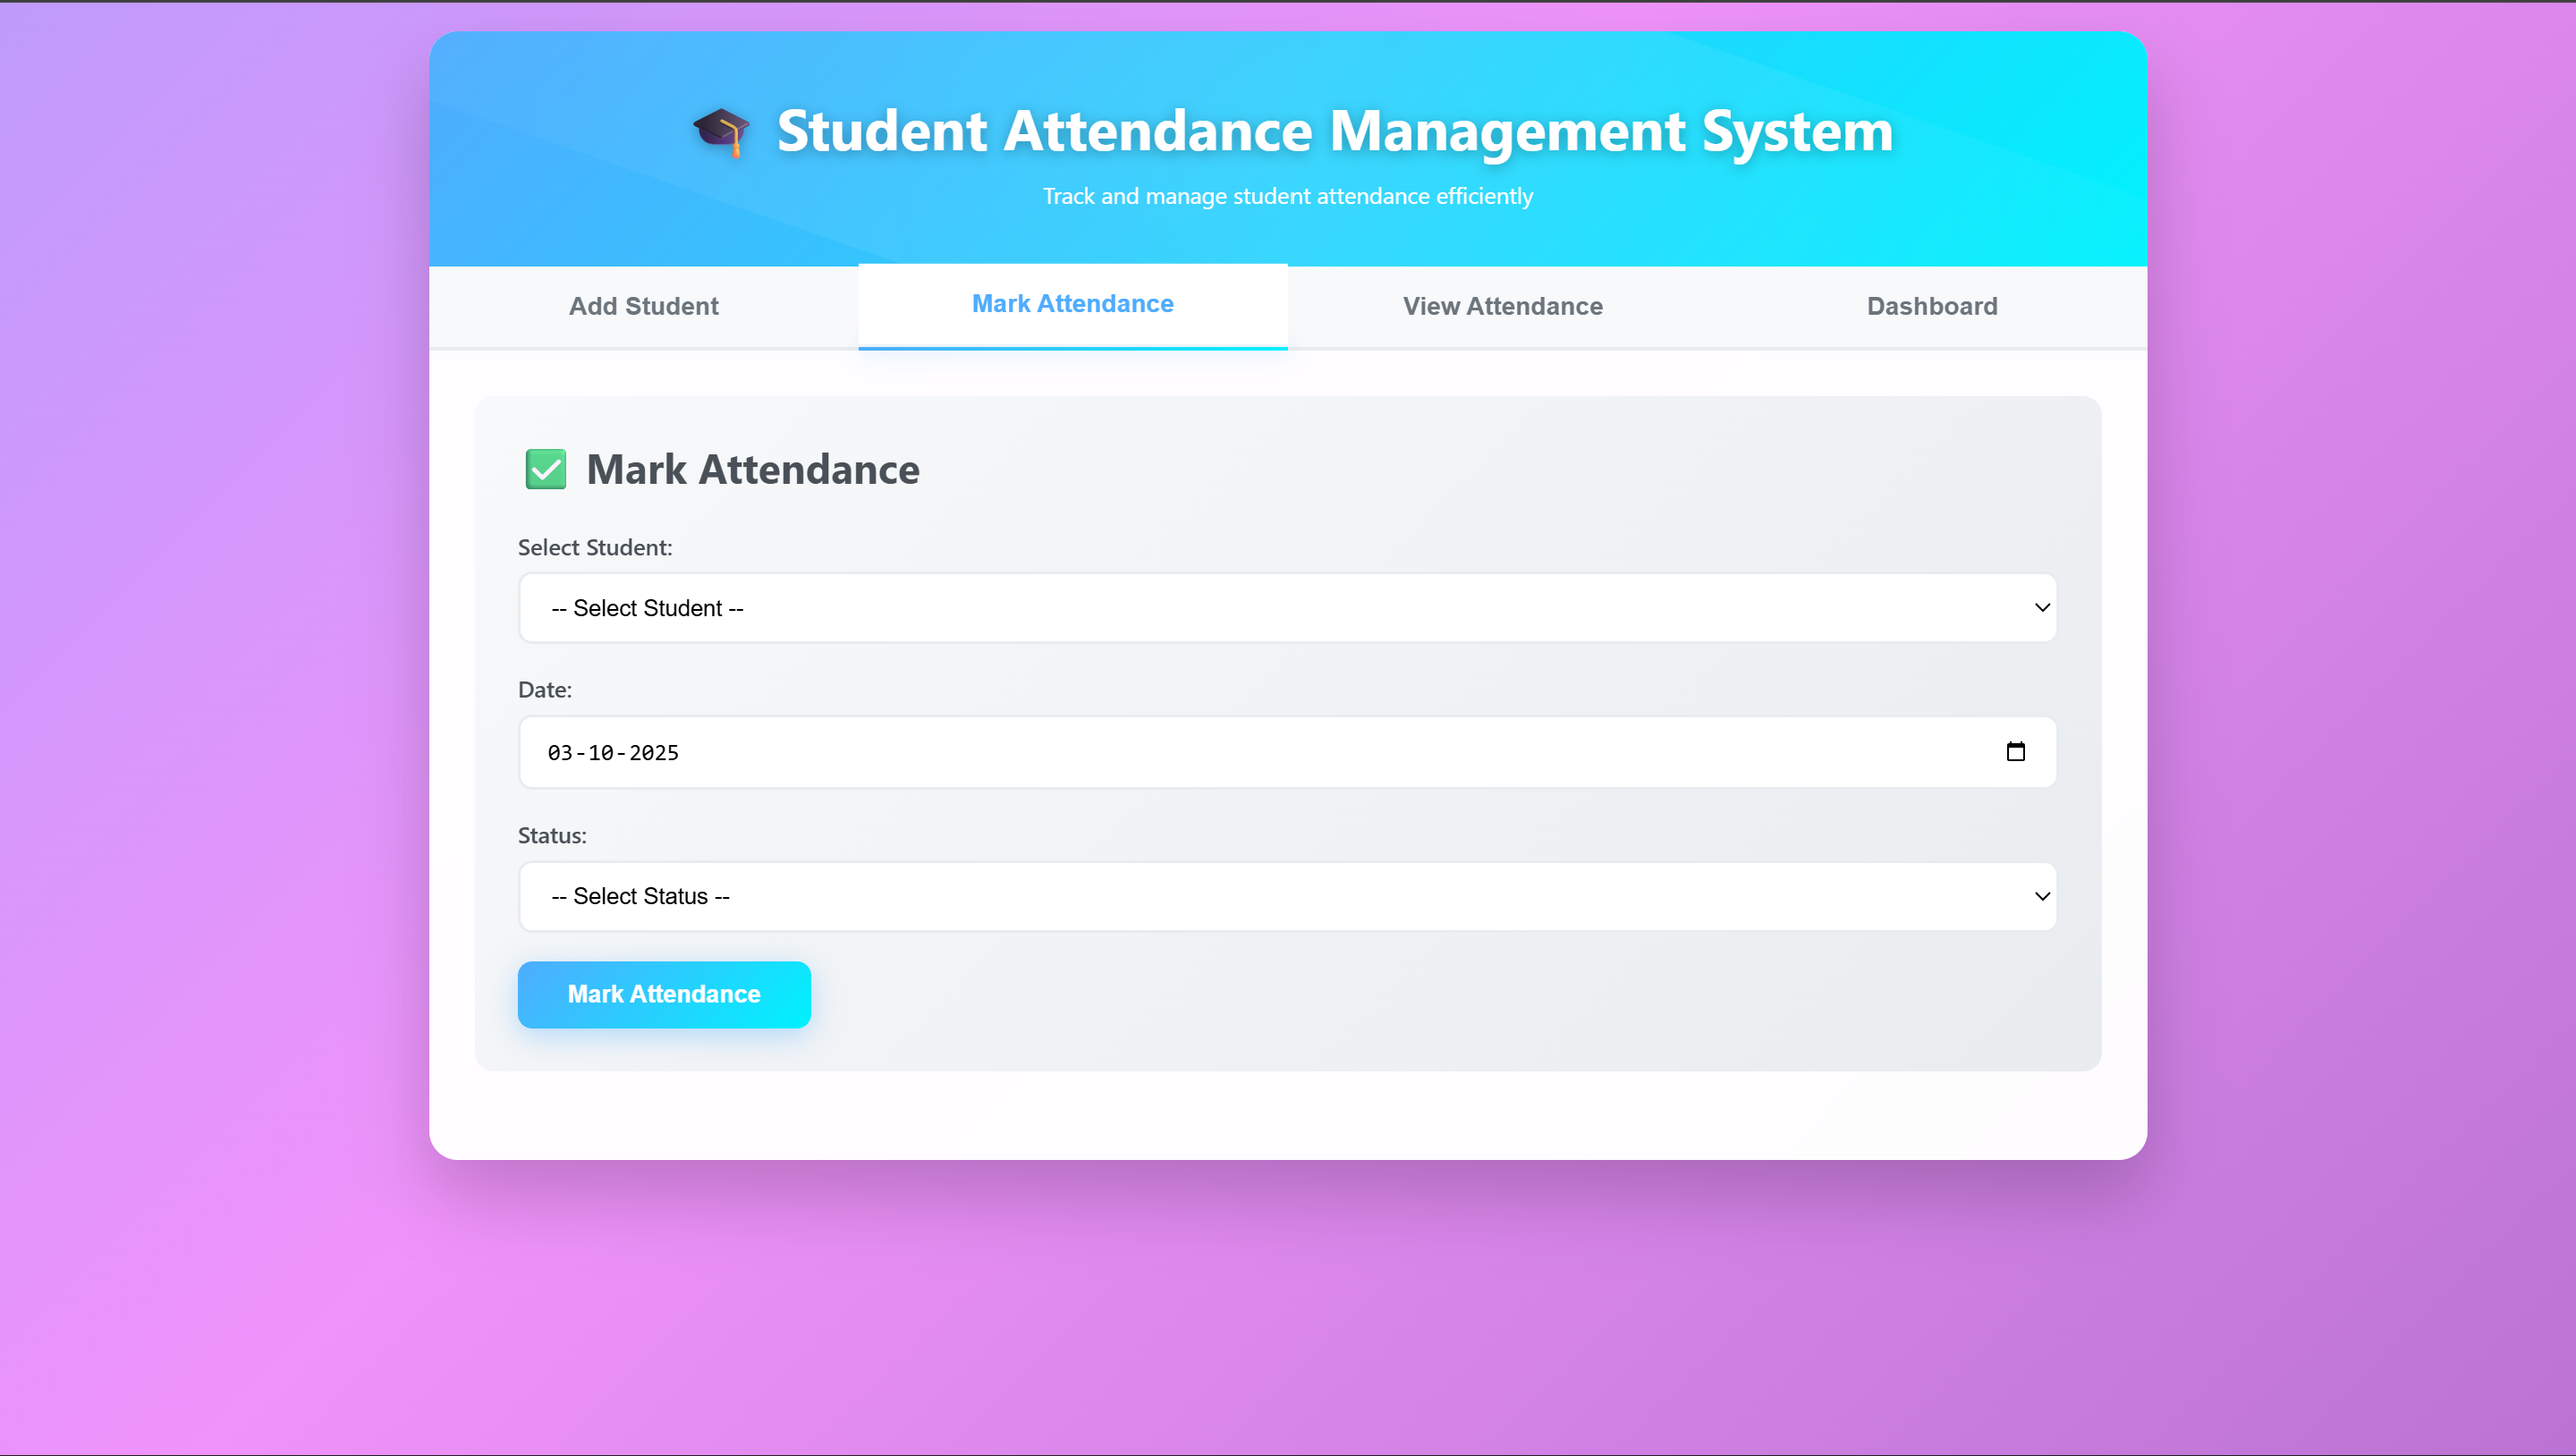 🎓 Student Attendance Management System
Track and manage student attendance efficiently
Add Student Mark Attendance View Attendance Dashboard
✅ Mark Attendance
Select Student:
-- Select Student --
Date:
03-10-2025
Status:
-- Select Status --
Mark Attendance